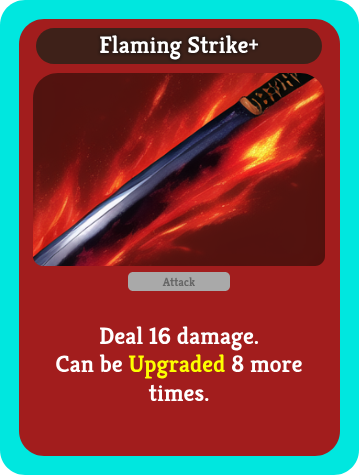 Flaming Strike+
Attack
Deal 16 damage.
Can be Upgraded 8 more
times.